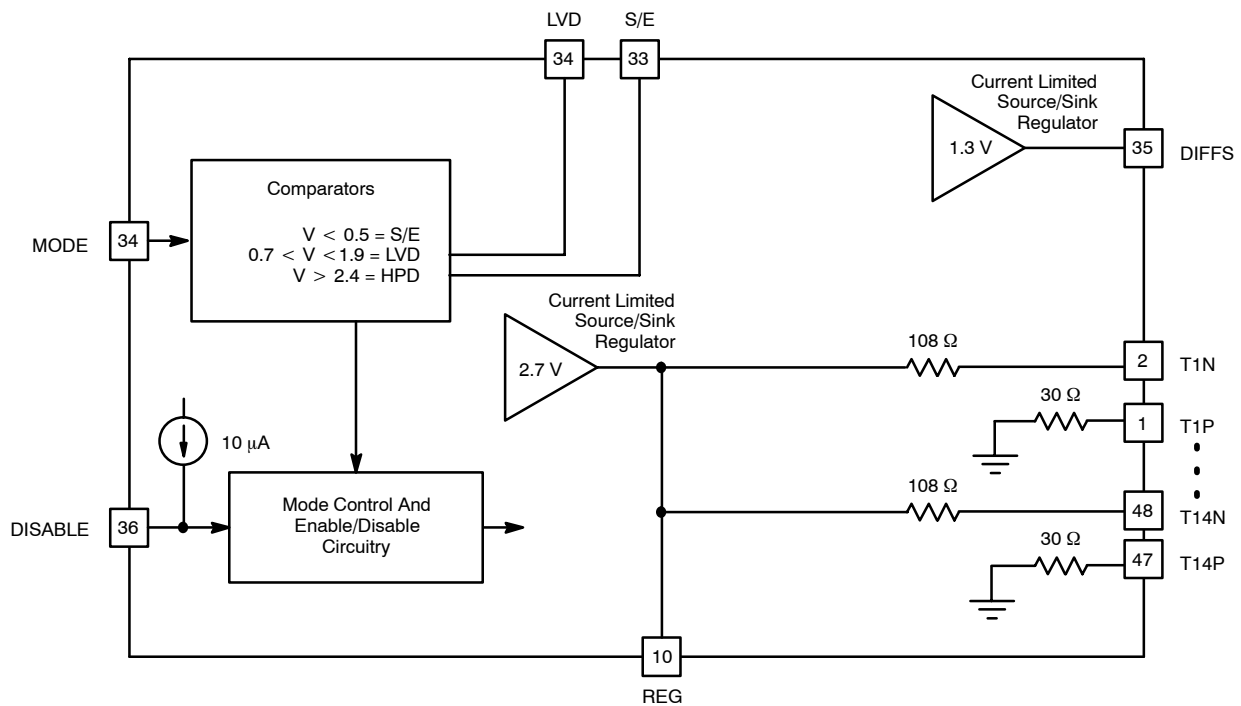 LVD S/E
34 33
Current Limited
Source/Sink
Regulator
1.3 V
35 DIFFS
Comparators
V < 0.5 = S/E
0.7 < V <1.9 = LVD
V > 2.4 = HPD
MODE 34
Current Limited
Source/Sink
Regulator
2.7 V
108 Ω
2 T1N
30 Ω
1 T1P
10 μA
108 Ω
48 T14N
30 Ω
47 T14P
DISABLE 36
Mode Control And
Enable/Disable
Circuitry
10
REG